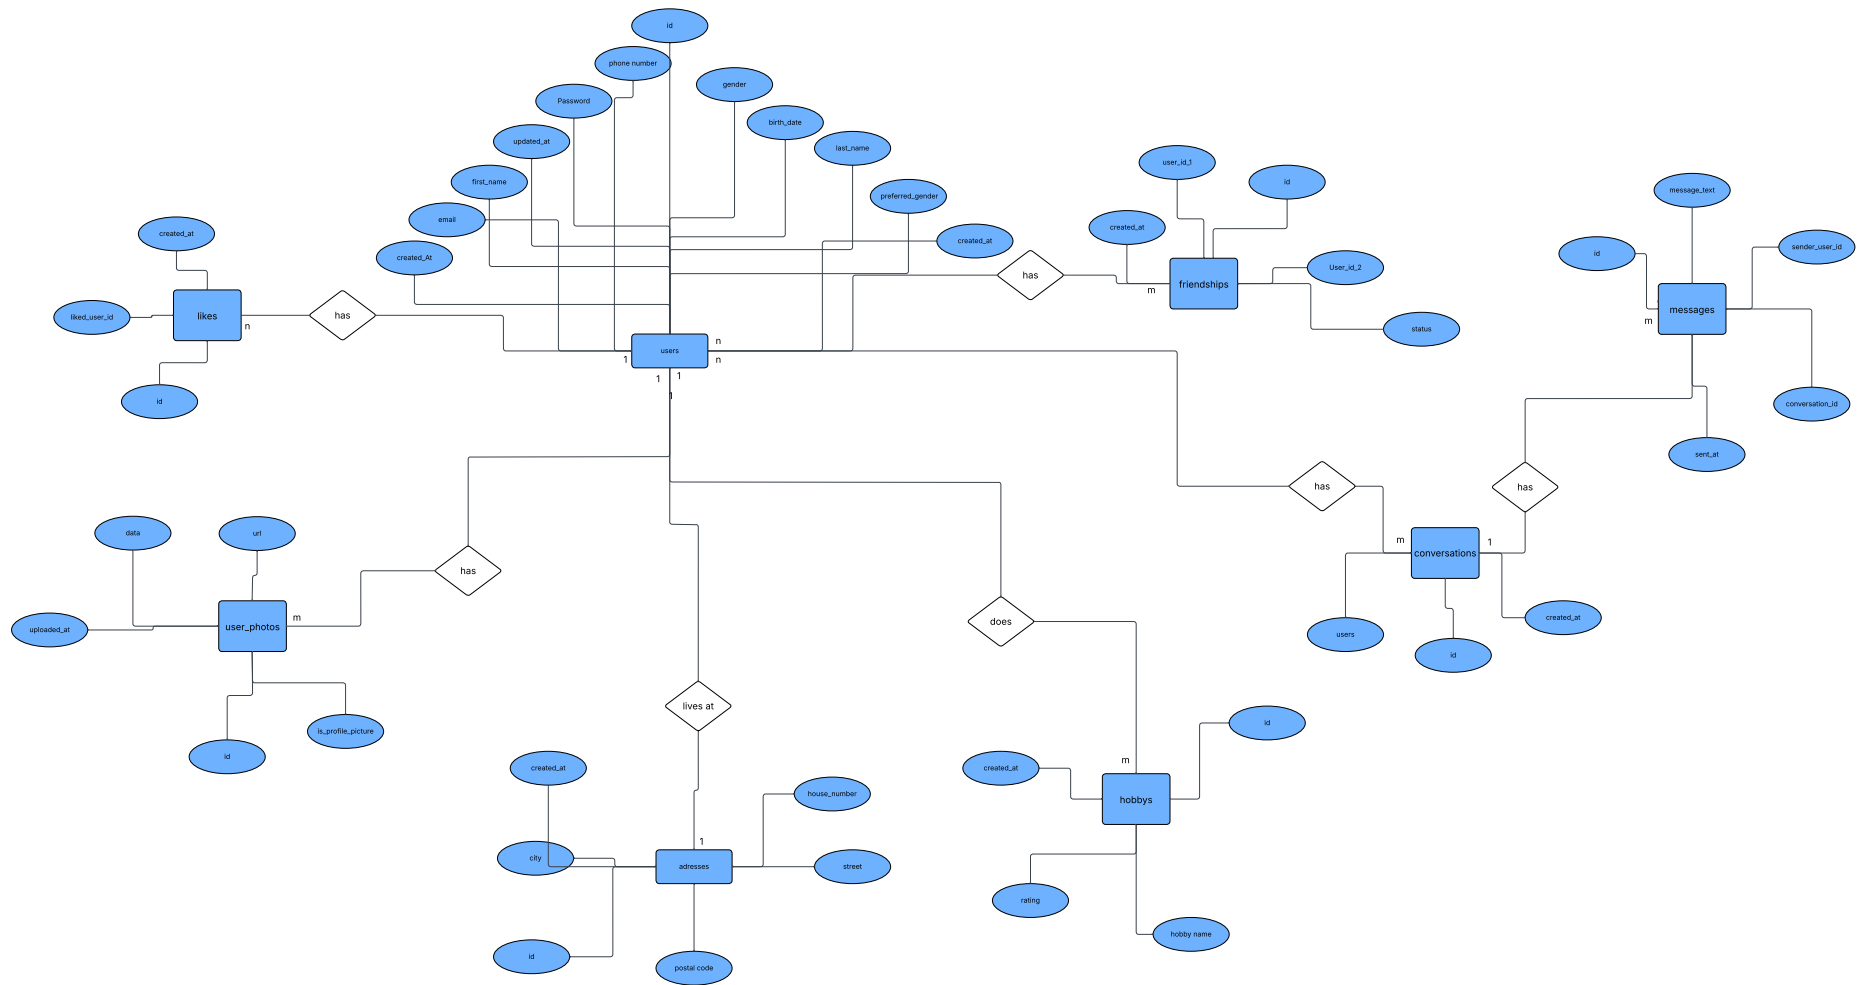 id
phone number
gender
Password
birth_date
updated_at
last_name
user_id_1
first_name
id
message_text
preferred_gender
email
created_at
created_at
created_at
sender_user_id
id
created_At
User_id_2
has
friendships
m
liked_user_id
likes
has
n
messages
m
status
users
n
n
1
1
1
1
id
conversation_id
sent_at
has
has
m
1
conversations
data
url
has
user_photos
m
uploaded_at
does
users
id
created_at
lives at
is_profile_picture
id
id
m
created_at
created_at
house_number
hobbys
1
city
adresses
street
rating
hobby name
id
postal code